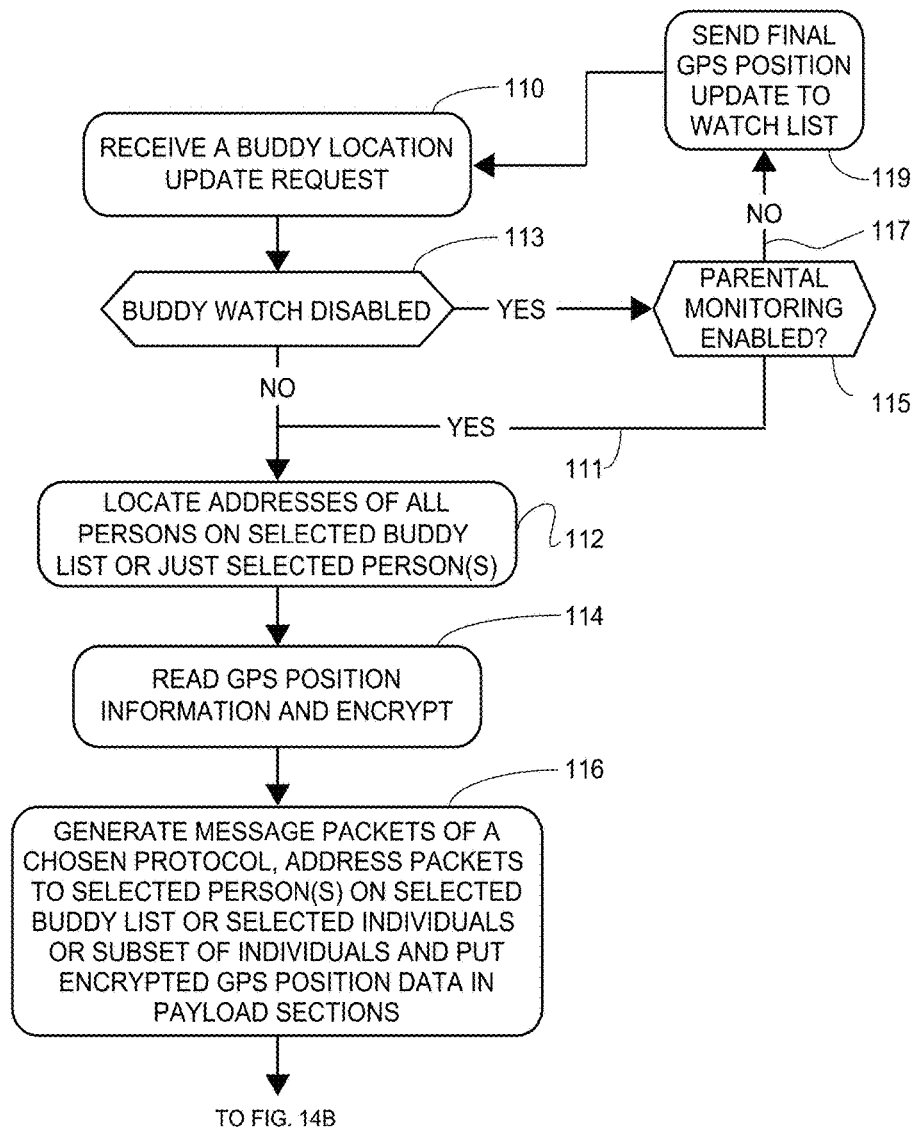 SEND FINAL
GPS POSITION
UPDATE TO
WATCH LIST
110
RECEIVE A BUDDY LOCATION
UPDATE REQUEST
119
NO
117
113
BUDDY WATCH DISABLED
YES
PARENTAL
MONITORING
ENABLED?
115
NO
YES
111
LOCATE ADDRESSES OF ALL
PERSONS ON SELECTED BUDDY
LIST OR JUST SELECTED PERSON(S)
112
114
READ GPS POSITION
INFORMATION AND ENCRYPT
116
GENERATE MESSAGE PACKETS OF A
CHOSEN PROTOCOL, ADDRESS PACKETS
TO SELECTED PERSON(S) ON SELECTED
BUDDY LIST OR SELECTED INDIVIDUALS
OR SUBSET OF INDIVIDUALS AND PUT
ENCRYPTED GPS POSITION DATA IN
PAYLOAD SECTIONS
TO FIG. 14B